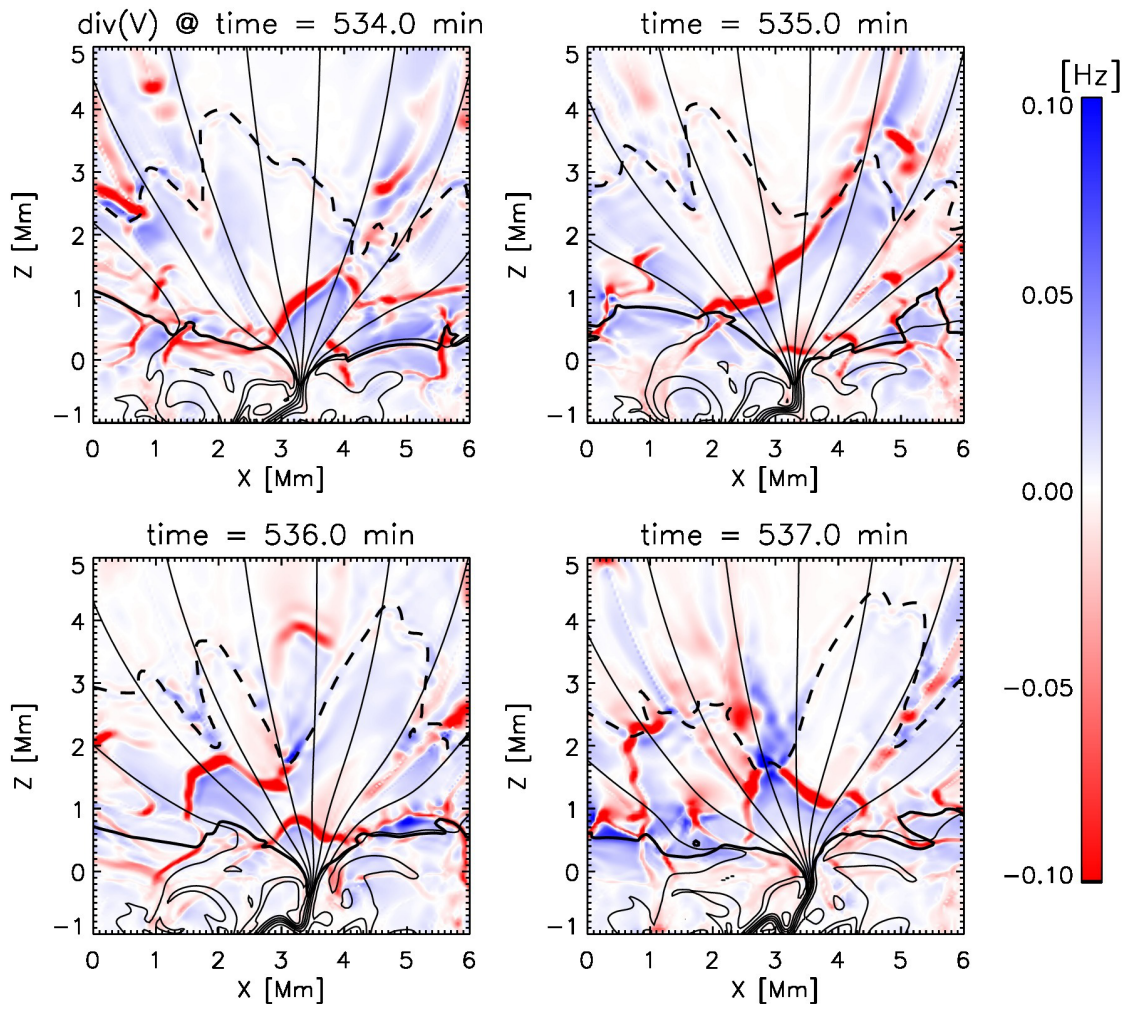 div(V) @ time = 534.0 min
time = 535.0 min
[Hz]
5
4
3
2
1
0
−1
Z [Mm]
0 1 2 3 4 5 6
X [Mm]
5
4
3
2
1
0
−1
Z [Mm]
0 1 2 3 4 5 6
X [Mm]
0.10
0.05
0.00
−0.05
−0.10
time = 536.0 min
time = 537.0 min
5
4
3
2
1
0
−1
Z [Mm]
0 1 2 3 4 5 6
X [Mm]
5
4
3
2
1
0
−1
Z [Mm]
0 1 2 3 4 5 6
X [Mm]